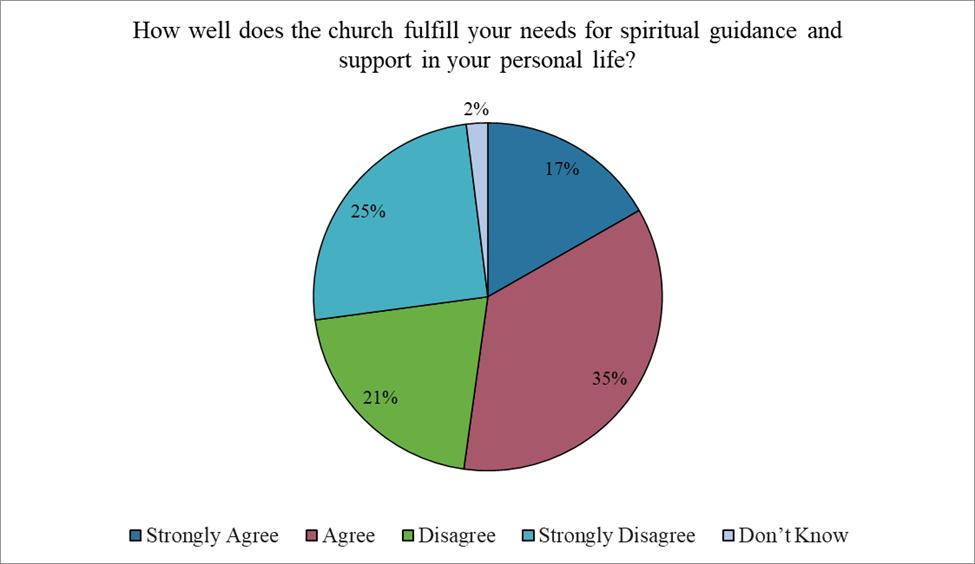 How well does the church fulfill your needs for spiritual guidance and
support in your personal life?
2%
17%
25%
35%
21%
Strongly Agree Agree Disagree Strongly Disagree Don’t Know